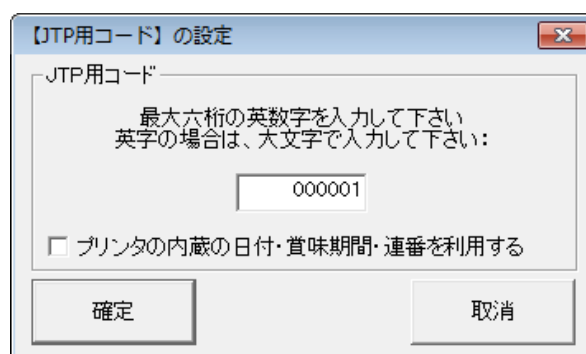 【JTP用コード】の設定
JTP用コード
最大六桁の英数字を入力して下さい
英字の場合は、大文字で入力して下さい：
000001
プリンタの内蔵の日付・賞味期間・連番を利用する
確定
取消